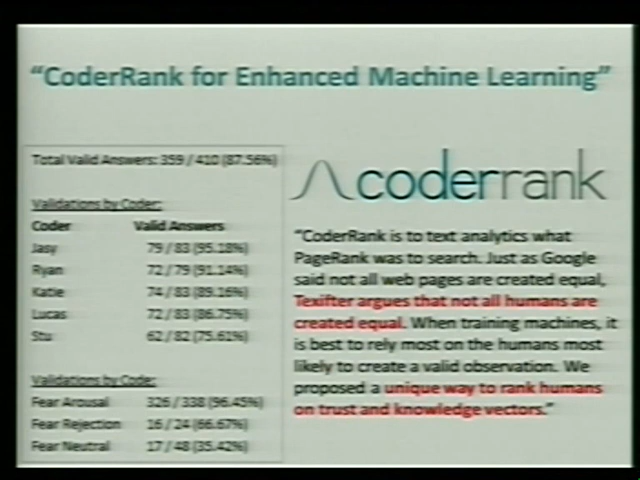 "CoderRank for Enhanced Machine Learning"
Total Valid Answers: 359 / 410 (87.56%)
Validations by Coder:
Coder Valid Answers
Jasy 79 / 83 (95.18%)
Ryan 72 / 79 (91.14%)
Katie 74 / 83 (89.16%)
Lucas 72 / 83 (86.75%)
Stu 62 / 82 (75.61%)
Validations by Code:
Fear Arousal 326 / 338 (96.45%)
Fear Rejection 16 / 24 (66.67%)
Fear Neutral 17 / 48 (35.42%)
coderrank
"CoderRank is to text analytics what
PageRank was to search. Just as Google
said not all web pages are created equal,
Texifter argues that not all humans are
created equal. When training machines, it
is best to rely most on the humans most
likely to create a valid observation. We
proposed a unique way to rank humans
on trust and knowledge vectors."